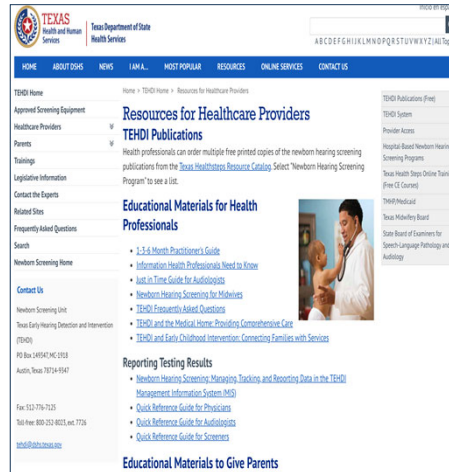 Inicio en espa
TEXAS
Health and Human
Services
Texas Department of State
Health Services
A B C D E F G H I J K L M N O P Q R S T U V W X Y Z | All Top
HOME ABOUT DSHS NEWS I AM A... MOST POPULAR RESOURCES ONLINE SERVICES CONTACT US
TEHDI Home
Approved Screening Equipment
Healthcare Providers
Parents
Trainings
Legislative Information
Contact the Experts
Related Sites
Frequently Asked Questions
Search
Newborn Screening Home
Contact Us
Newborn Screening Unit
Texas Early Hearing Detection and Intervention
(TEHDI)
PO Box 149347, MC-1918
Austin, Texas 78714-9347
Fax: 512-776-7125
Toll-free: 800-252-8023, ext. 7726
tehdi@dshs.texas.gov
Home > TEHDI Home > Resources for Healthcare Providers
Resources for Healthcare Providers
TEHDI Publications
Health professionals can order multiple free printed copies of the newborn hearing screening
publications from the Texas Healthsteps Resource Catalog. Select "Newborn Hearing Screening
Program" to see a list.
Educational Materials for Health
Professionals
• 1-3-6 Month Practitioner's Guide
• Information Health Professionals Need to Know
• Just in Time Guide for Audiologists
• Newborn Hearing Screening for Midwives
• TEHDI Frequently Asked Questions
• TEHDI and the Medical Home: Providing Comprehensive Care
• TEHDI and Early Childhood Intervention: Connecting Families with Services
Reporting Testing Results
• Newborn Hearing Screening: Managing, Tracking, and Reporting Data in the TEHDI
Management Information System (MIS)
• Quick Reference Guide for Physicians
• Quick Reference Guide for Audiologists
• Quick Reference Guide for Screeners
Educational Materials to Give Parents
TEHDI Publications (Free)
TEHDI System
Provider Access
Hospital-Based Newborn Hearing
Screening Programs
Texas Health Steps Online Traini
(Free CE Courses)
TMHP/Medicaid
Texas Midwifery Board
State Board of Examiners for
Speech-Language Pathology and
Audiology